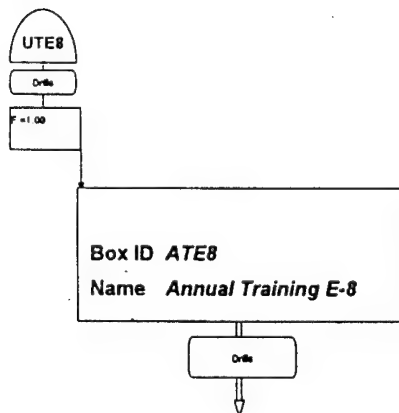 UTE8
Drills
F =1.00
Box ID ATE8
Name Annual Training E-8
Drills